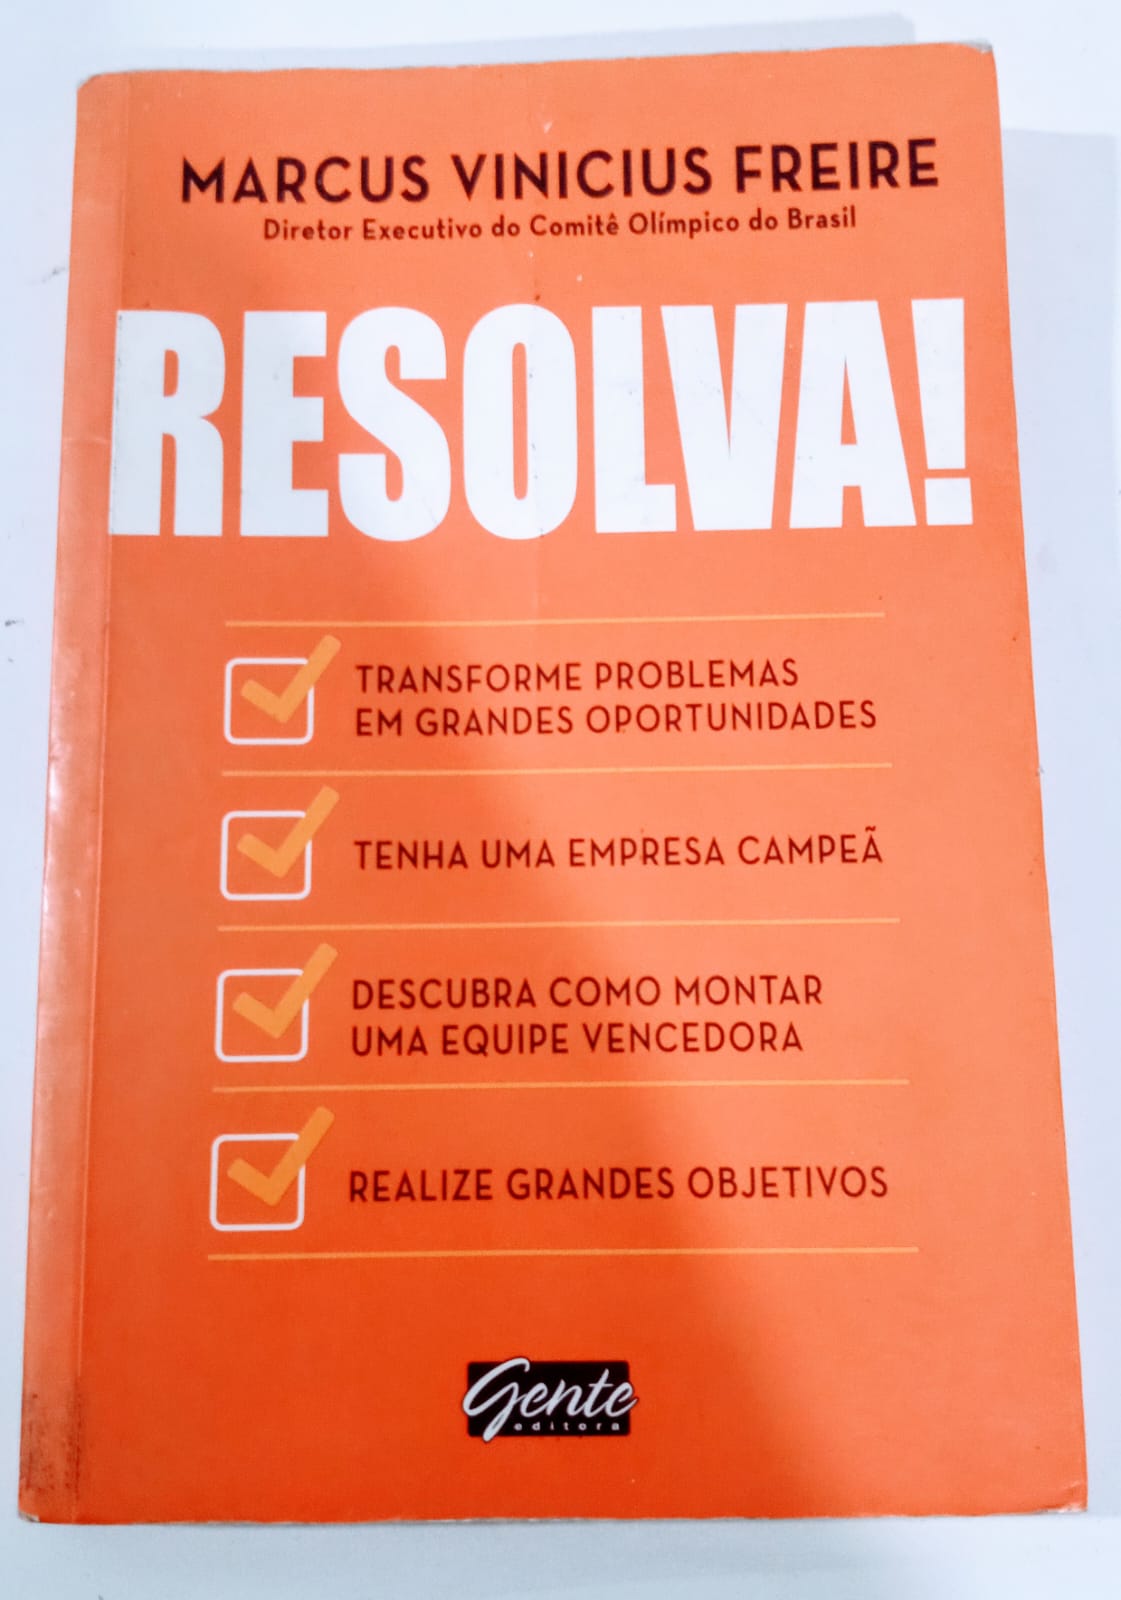 MARCUS VINICIUS FREIRE
Diretor Executivo do Comitê Olímpico do Brasil
RESOLVA!
TRANSFORME PROBLEMAS
EM GRANDES OPORTUNIDADES
TENHA UMA EMPRESA CAMPEÃ
DESCUBRA COMO MONTAR
UMA EQUIPE VENCEDORA
REALIZE GRANDES OBJETIVOS
Gente
editora